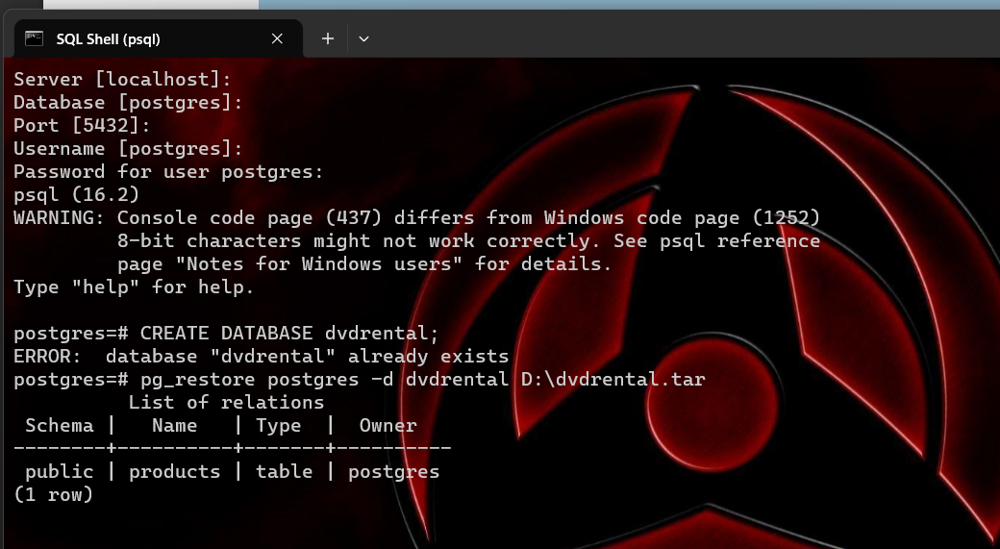 SQL Shell (psql)
Server [localhost]:
Database [postgres]:
Port [5432]:
Username [postgres]:
Password for user postgres:
psql (16.2)
WARNING: Console code page (437) differs from Windows code page (1252)
         8-bit characters might not work correctly. See psql reference
         page "Notes for Windows users" for details.
Type "help" for help.

postgres=# CREATE DATABASE dvdrental;
ERROR:  database "dvdrental" already exists
postgres=# pg_restore postgres -d dvdrental D:\dvdrental.tar
          List of relations
 Schema |   Name   | Type  |  Owner
--------+----------+-------+----------
 public | products | table | postgres
(1 row)